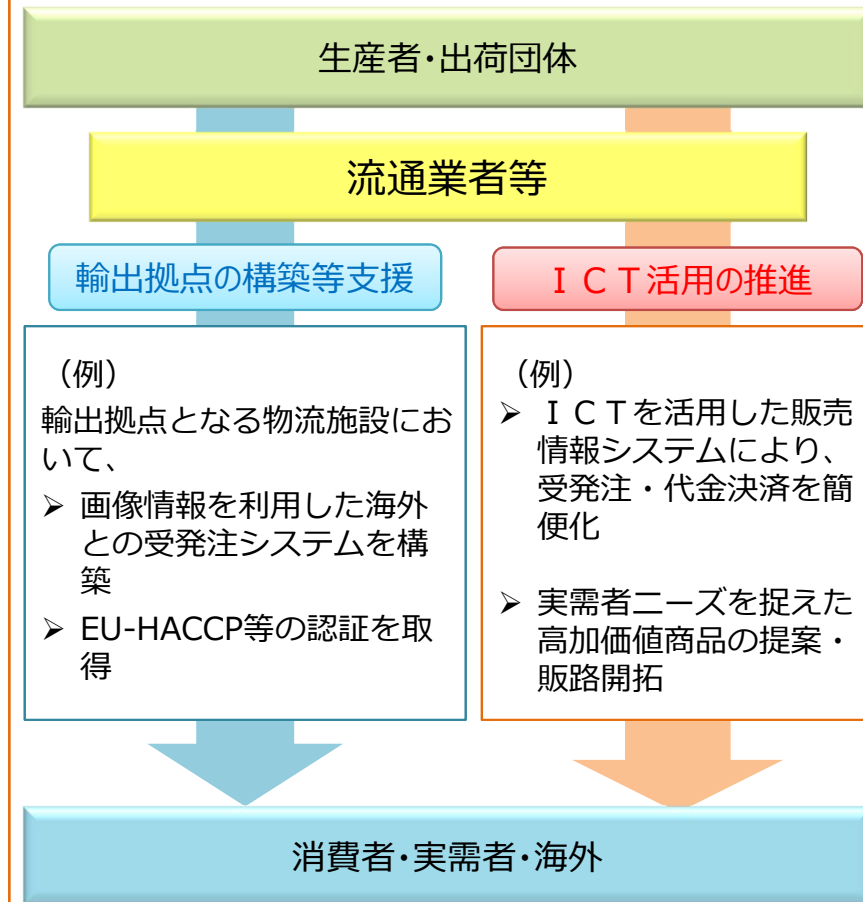 生産者･出荷団体
流通業者等
輸出拠点の構築等支援
（例）
輸出拠点となる物流施設にお
いて、
➢ 画像情報を利用した海外
との受発注システムを構
築
➢ EU-HACCP等の認証を取
得
ＩＣＴ活用の推進
（例）
➢ ＩＣＴを活用した販売
情報システムにより、
受発注・代金決済を簡
便化
➢ 実需者ニーズを捉えた
高加価値商品の提案・
販路開拓
消費者･実需者･海外